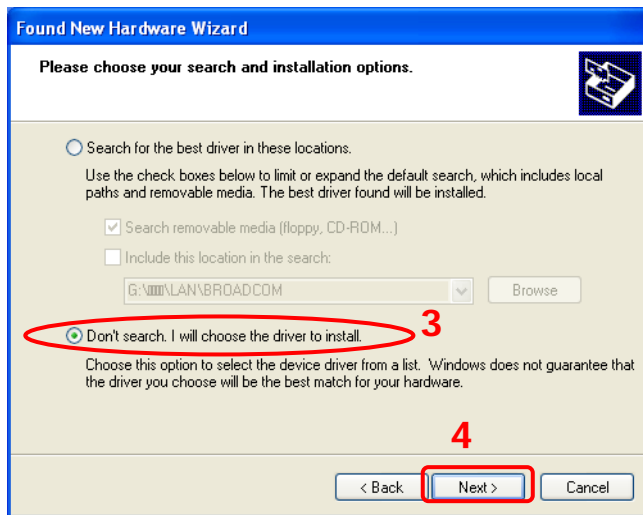 Found New Hardware Wizard
Please choose your search and installation options.
Search for the best driver in these locations.
Use the check boxes below to limit or expand the default search, which includes local
paths and removable media. The best driver found will be installed.
Search removable media (floppy, CD-ROM...)
Include this location in the search:
\LAN\BROADCOM
Browse
3
Don't search. I will choose the driver to install.
Choose this option to select the device driver from a list. Windows does not guarantee that
the driver you choose will be the best match for your hardware.
4
< Back
Next >
Cancel